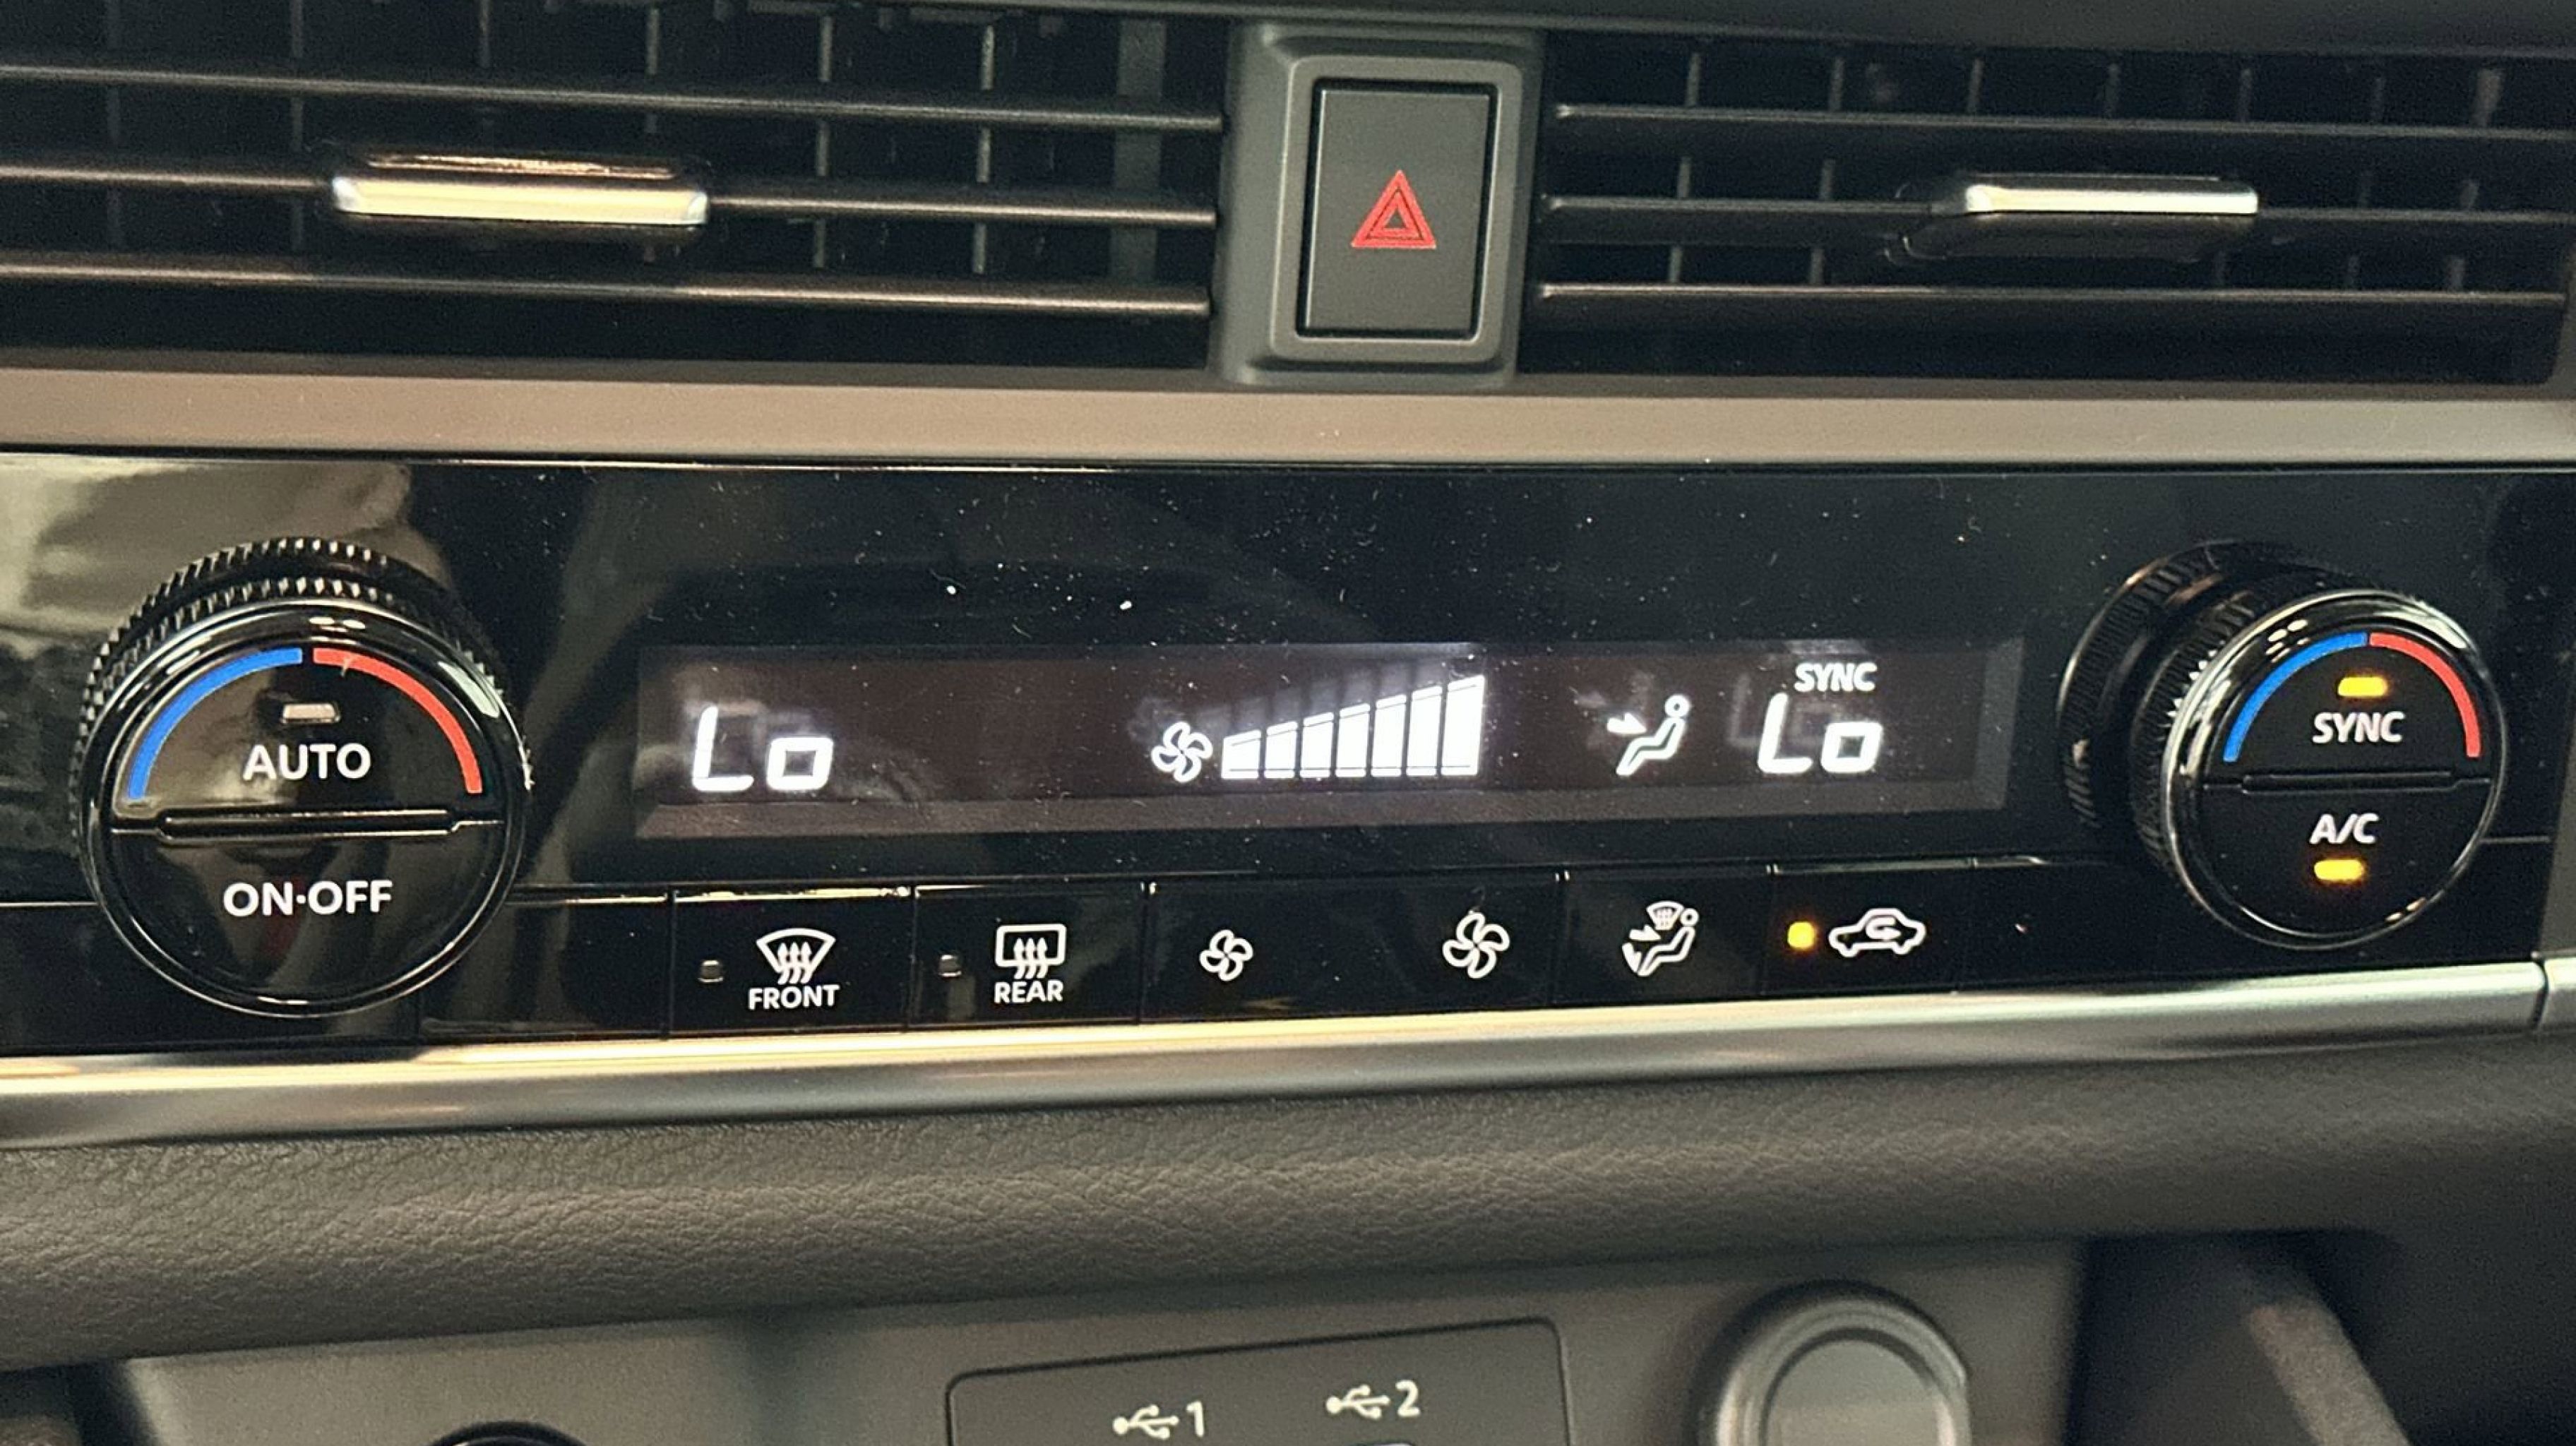 SYNC
Lo Lo
AUTO
ON·OFF
SYNC
A/C
FRONT
REAR
1 2